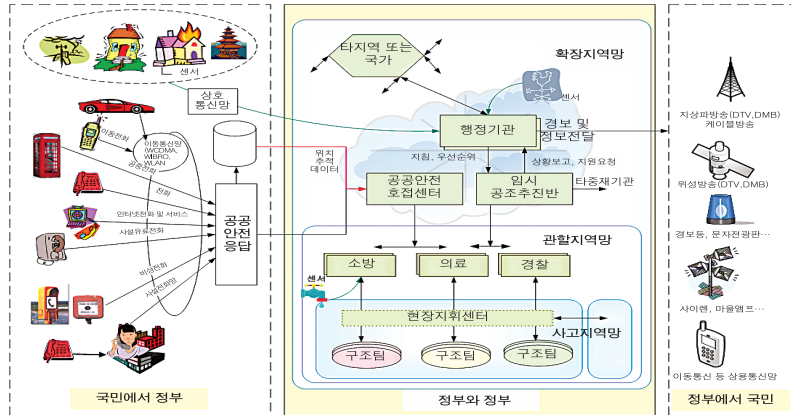 센서
상호
통신망
이동전화
이동통신망
(WCDMA,
WIBRO,
WLAN
공중전화
전화
인터넷전화 및 서비스
사설유료전화
비상전화
사설전화망
공공
안전
응답
국민에서 정부
위치
추적
데이터
타지역 또는
국가
확장지역망
센서
행정기관
경보 및
정보전달
지침, 우선순위
상황보고, 지원요청
공공안전
호접센터
임시
공조추진반
타중재기관
관할지역망
센서
소방
의료
경찰
현장지휘센터
사고지역망
구조팀
구조팀
구조팀
정부와 정부
지상파방송(DTV,DMB)
케이블방송
위성방송(DTV,DMB)
경보등, 문자전광판…
사이렌, 마을앰프…
이동통신 등 상용통신망
정부에서 국민